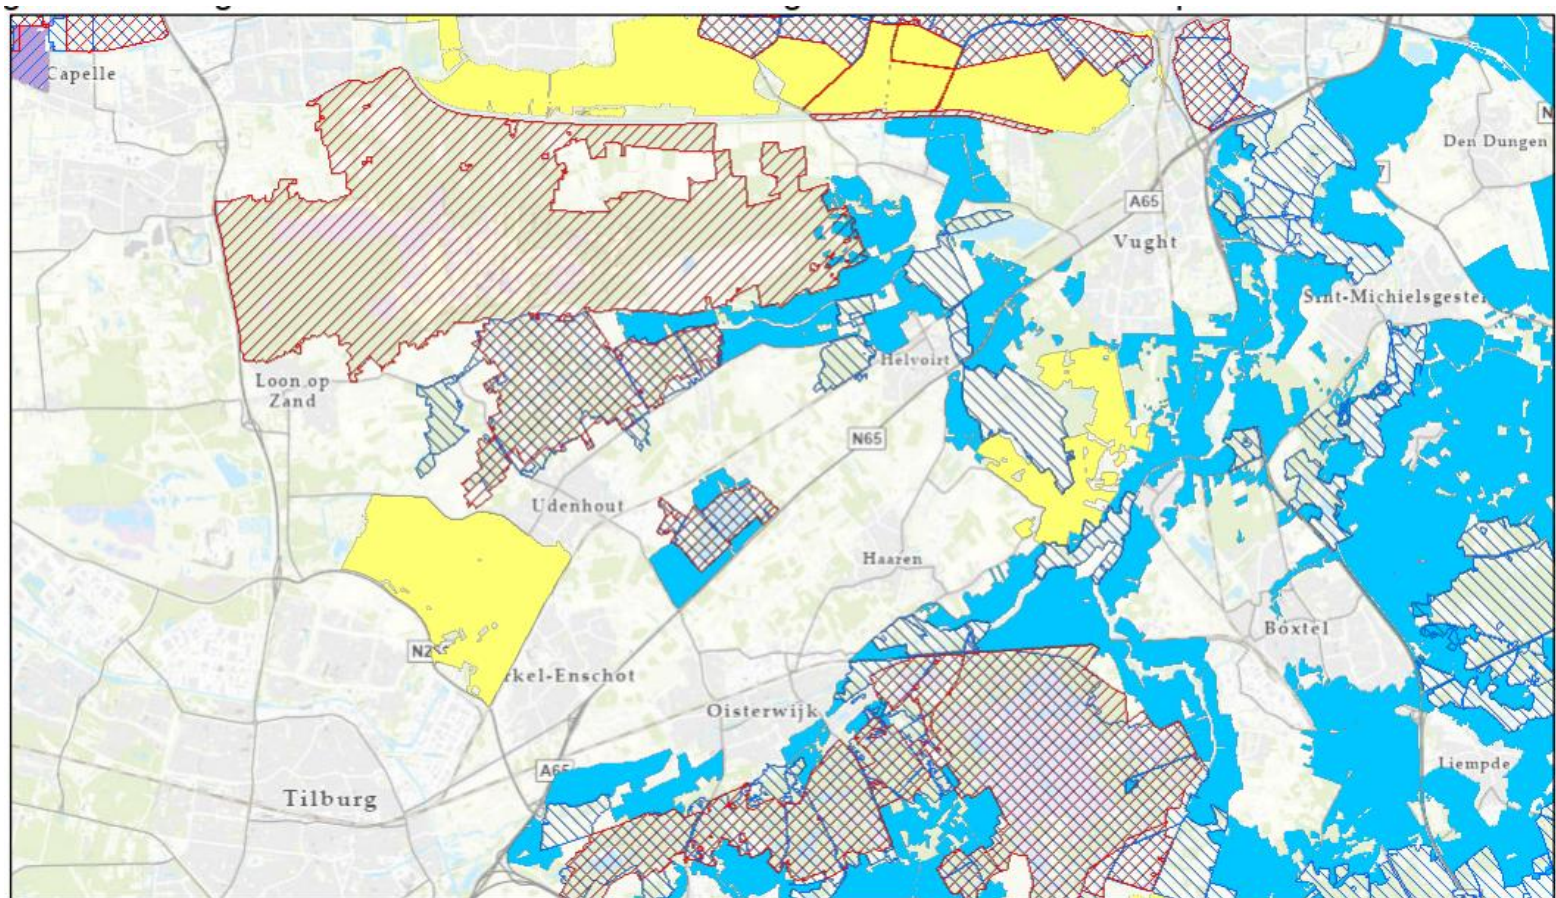 Capelle
Den Dungen
A65
Vught
Sint-Michielsgestel
Helvoirt
Loon op
Zand
N65
Udenhout
Haaren
Boxtel
N2
rkel-Enschot
Oisterwijk
Liempde
A65
Tilburg